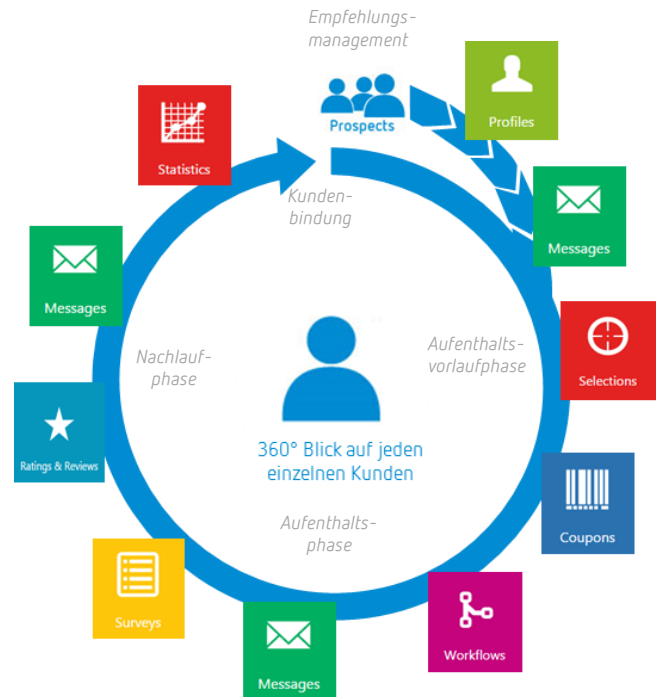 Empfehlungs-
management
Prospects
Profiles
Statistics
Messages
Kunden-
bindung
Messages
Selections
Nachlauf-
phase
Aufenthalts-
vorlaufphase
360° Blick auf jeden
einzelnen Kunden
Ratings & Reviews
Coupons
Aufenthalts-
phase
Surveys
Workflows
Messages